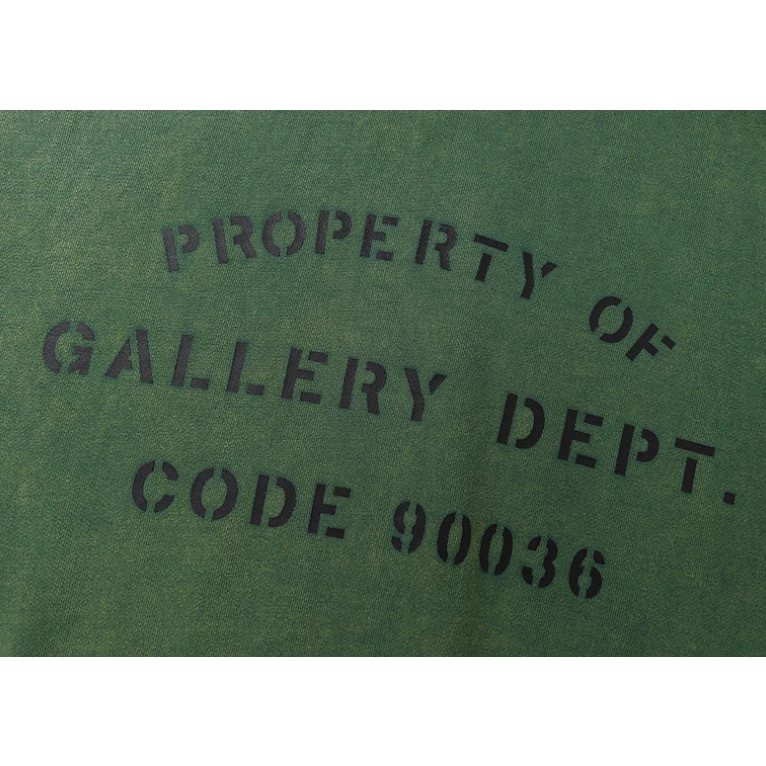 PROPERTY OF
GALLERY DEPT.
CODE 90036